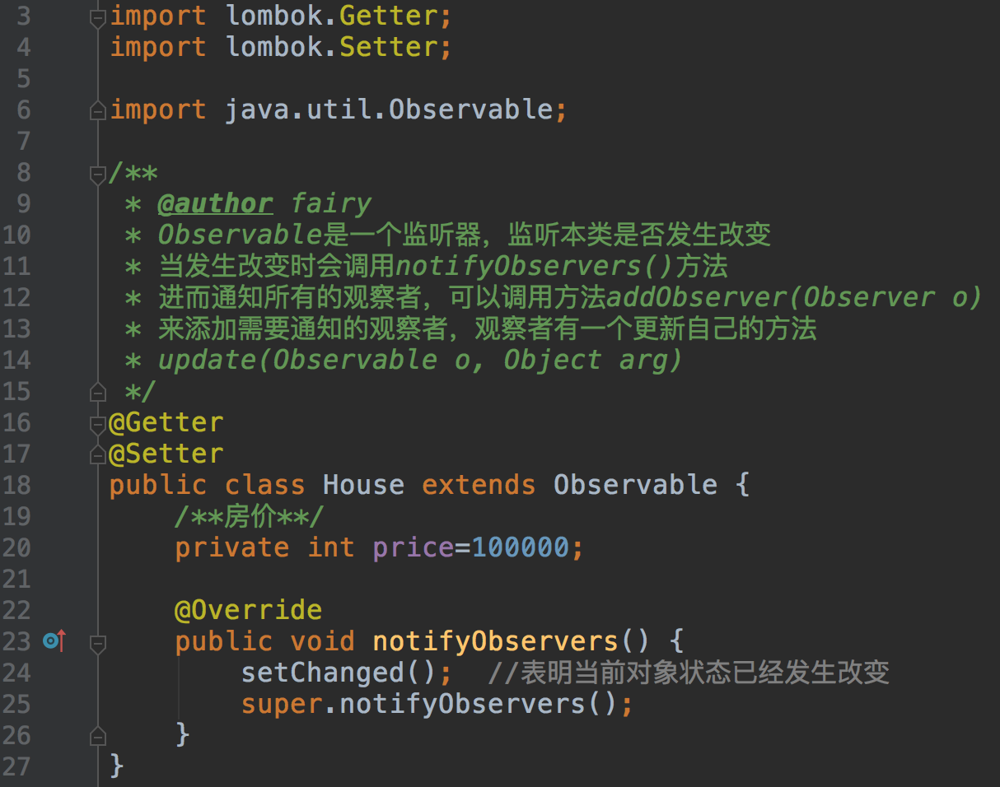 3 import lombok.Getter;
4 import lombok.Setter;
5
6 import java.util.Observable;
7
8 /**
9  * @author fairy
10  * Observable是一个监听器，监听本类是否发生改变
11  * 当发生改变时会调用notifyObservers()方法
12  * 进而通知所有的观察者，可以调用方法addObserver(Observer o)
13  * 来添加需要通知的观察者，观察者有一个更新自己的方法
14  * update(Observable o, Object arg)
15  */
16 @Getter
17 @Setter
18 public class House extends Observable {
19     /**房价**/
20     private int price=100000;
21
22     @Override
23     public void notifyObservers() {
24         setChanged();  //表明当前对象状态已经发生改变
25         super.notifyObservers();
26     }
27 }